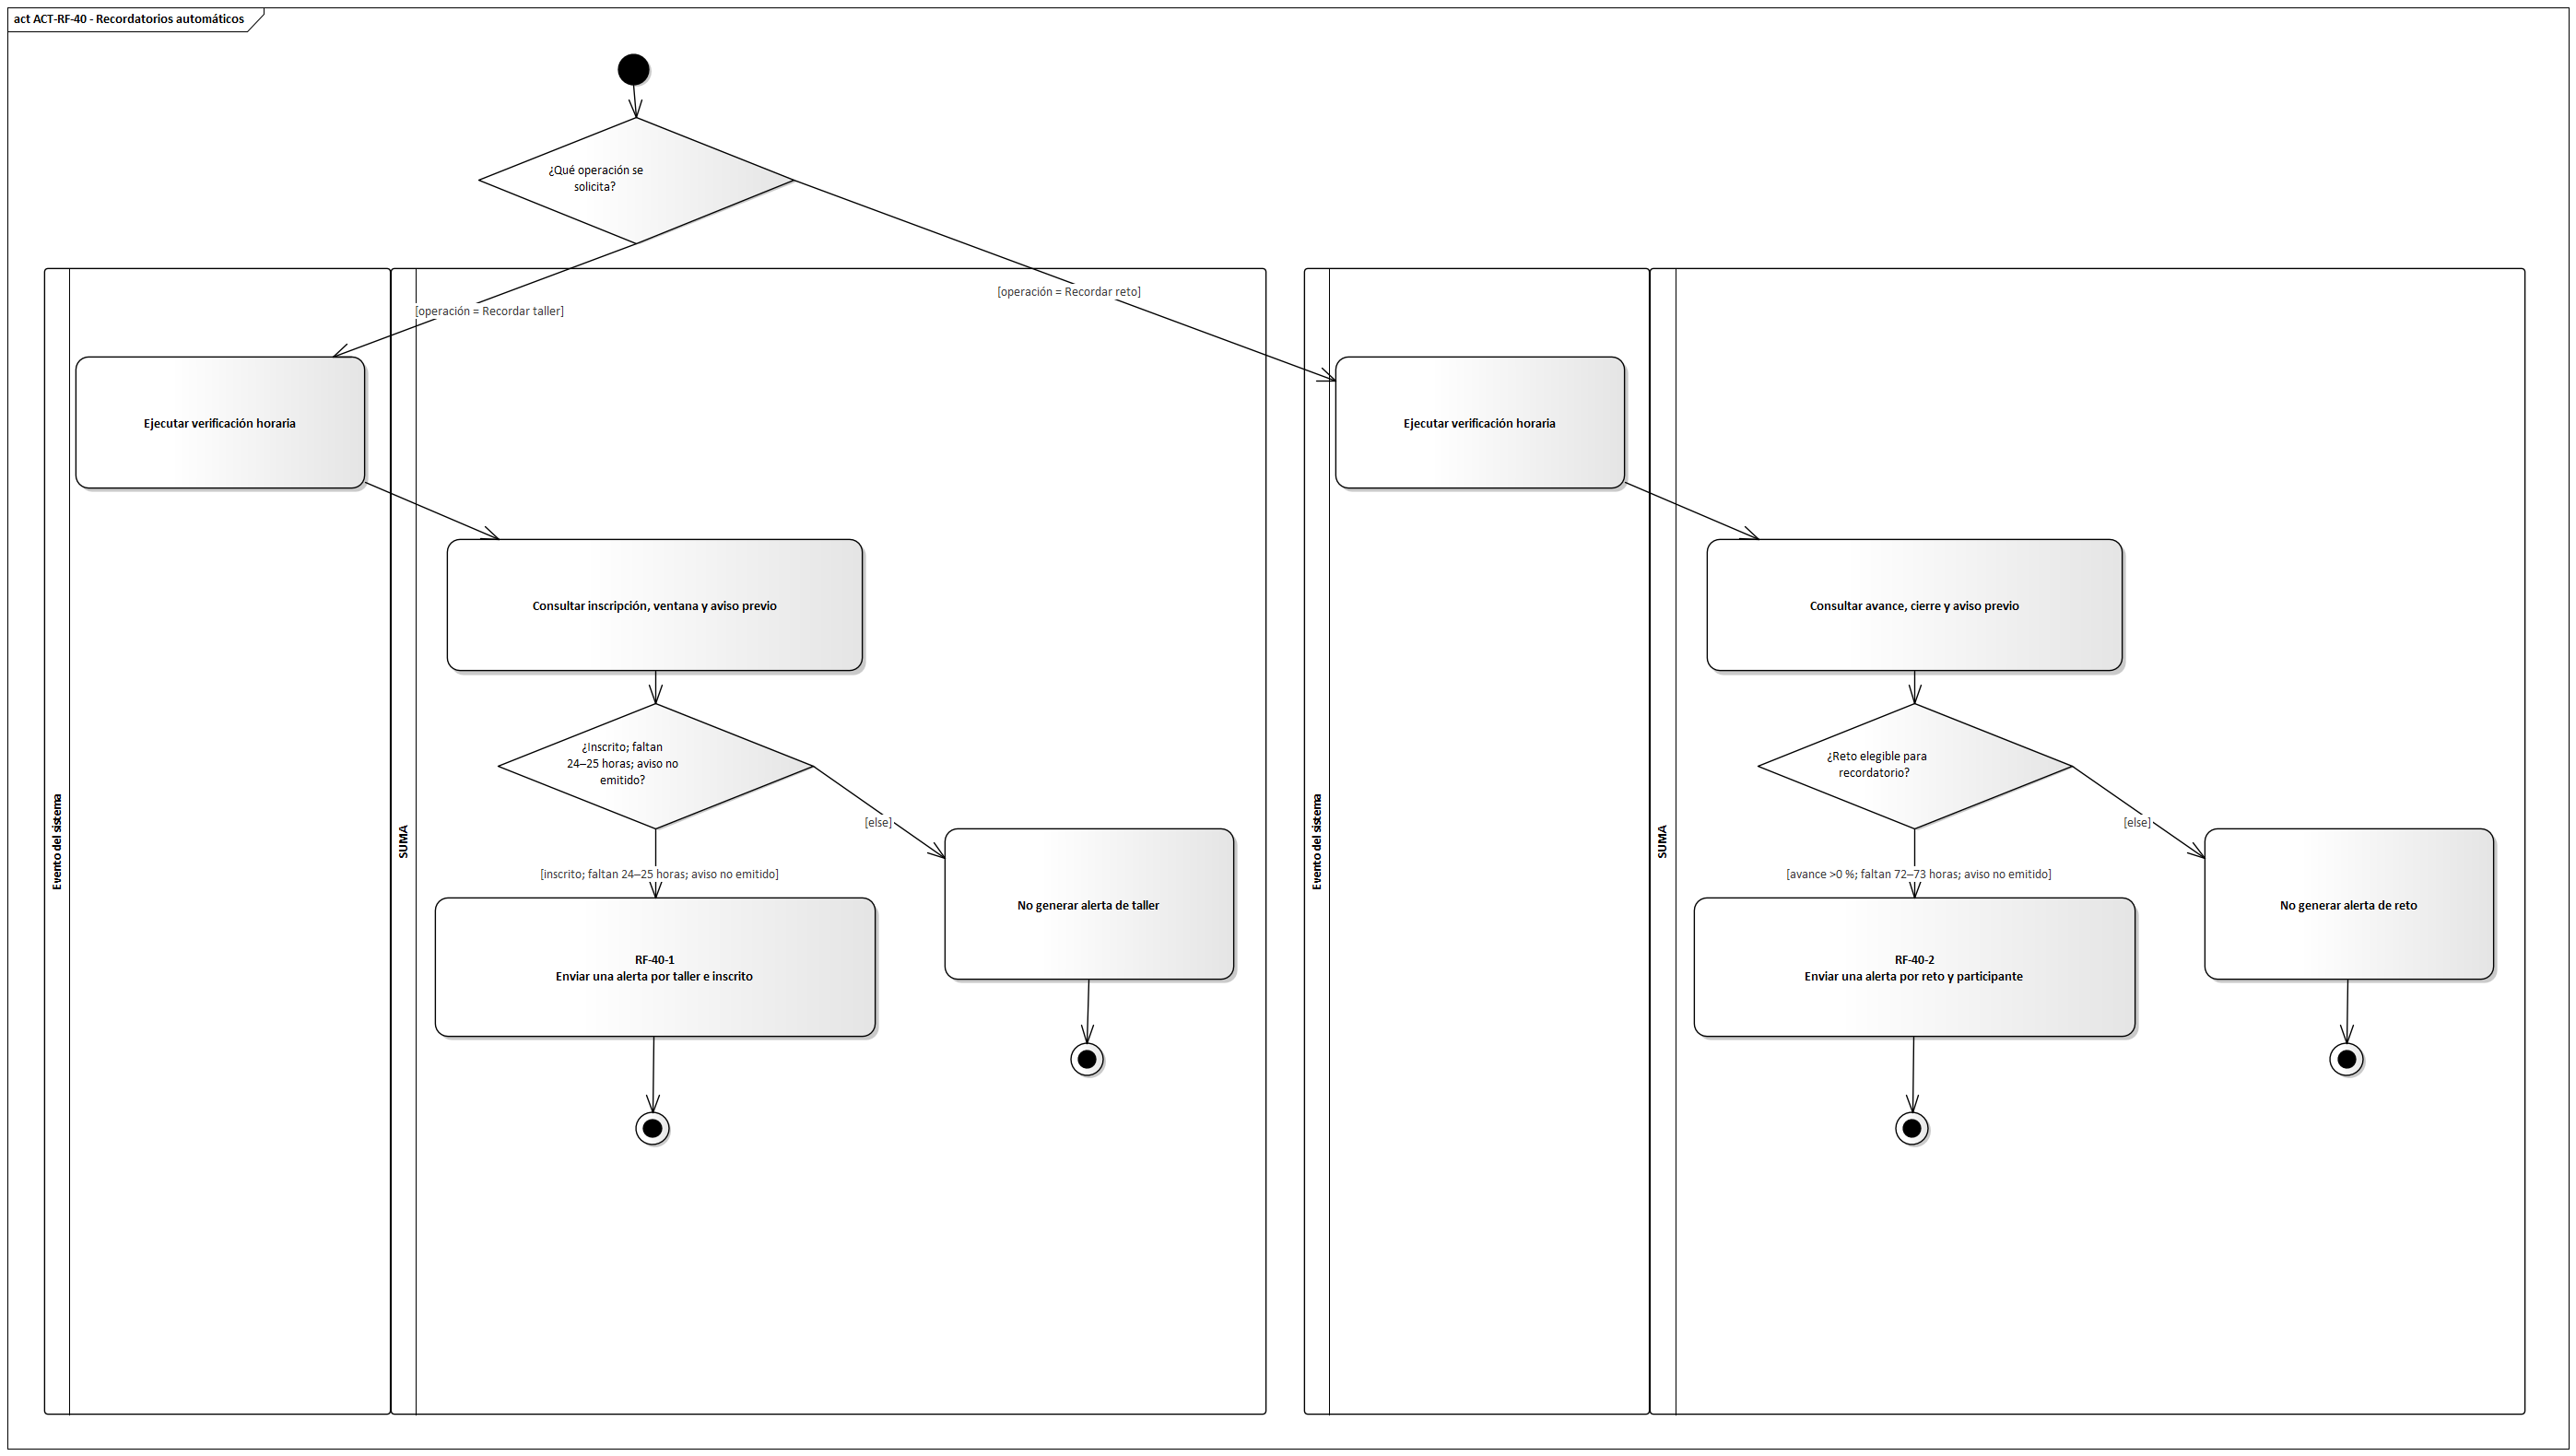 act ACT-RF-40 - Recordatorios automáticos
¿Qué operación se
solicita?
[operación = Recordar taller]
[operación = Recordar reto]
Evento del sistema
Ejecutar verificación horaria
SUMA
Consultar inscripción, ventana y aviso previo
¿Inscrito; faltan
24–25 horas; aviso no
emitido?
[else]
[inscrito; faltan 24–25 horas; aviso no emitido]
No generar alerta de taller
RF-40-1
Enviar una alerta por taller e inscrito
Evento del sistema
Ejecutar verificación horaria
SUMA
Consultar avance, cierre y aviso previo
¿Reto elegible para
recordatorio?
[else]
[avance >0 %; faltan 72–73 horas; aviso no emitido]
No generar alerta de reto
RF-40-2
Enviar una alerta por reto y participante